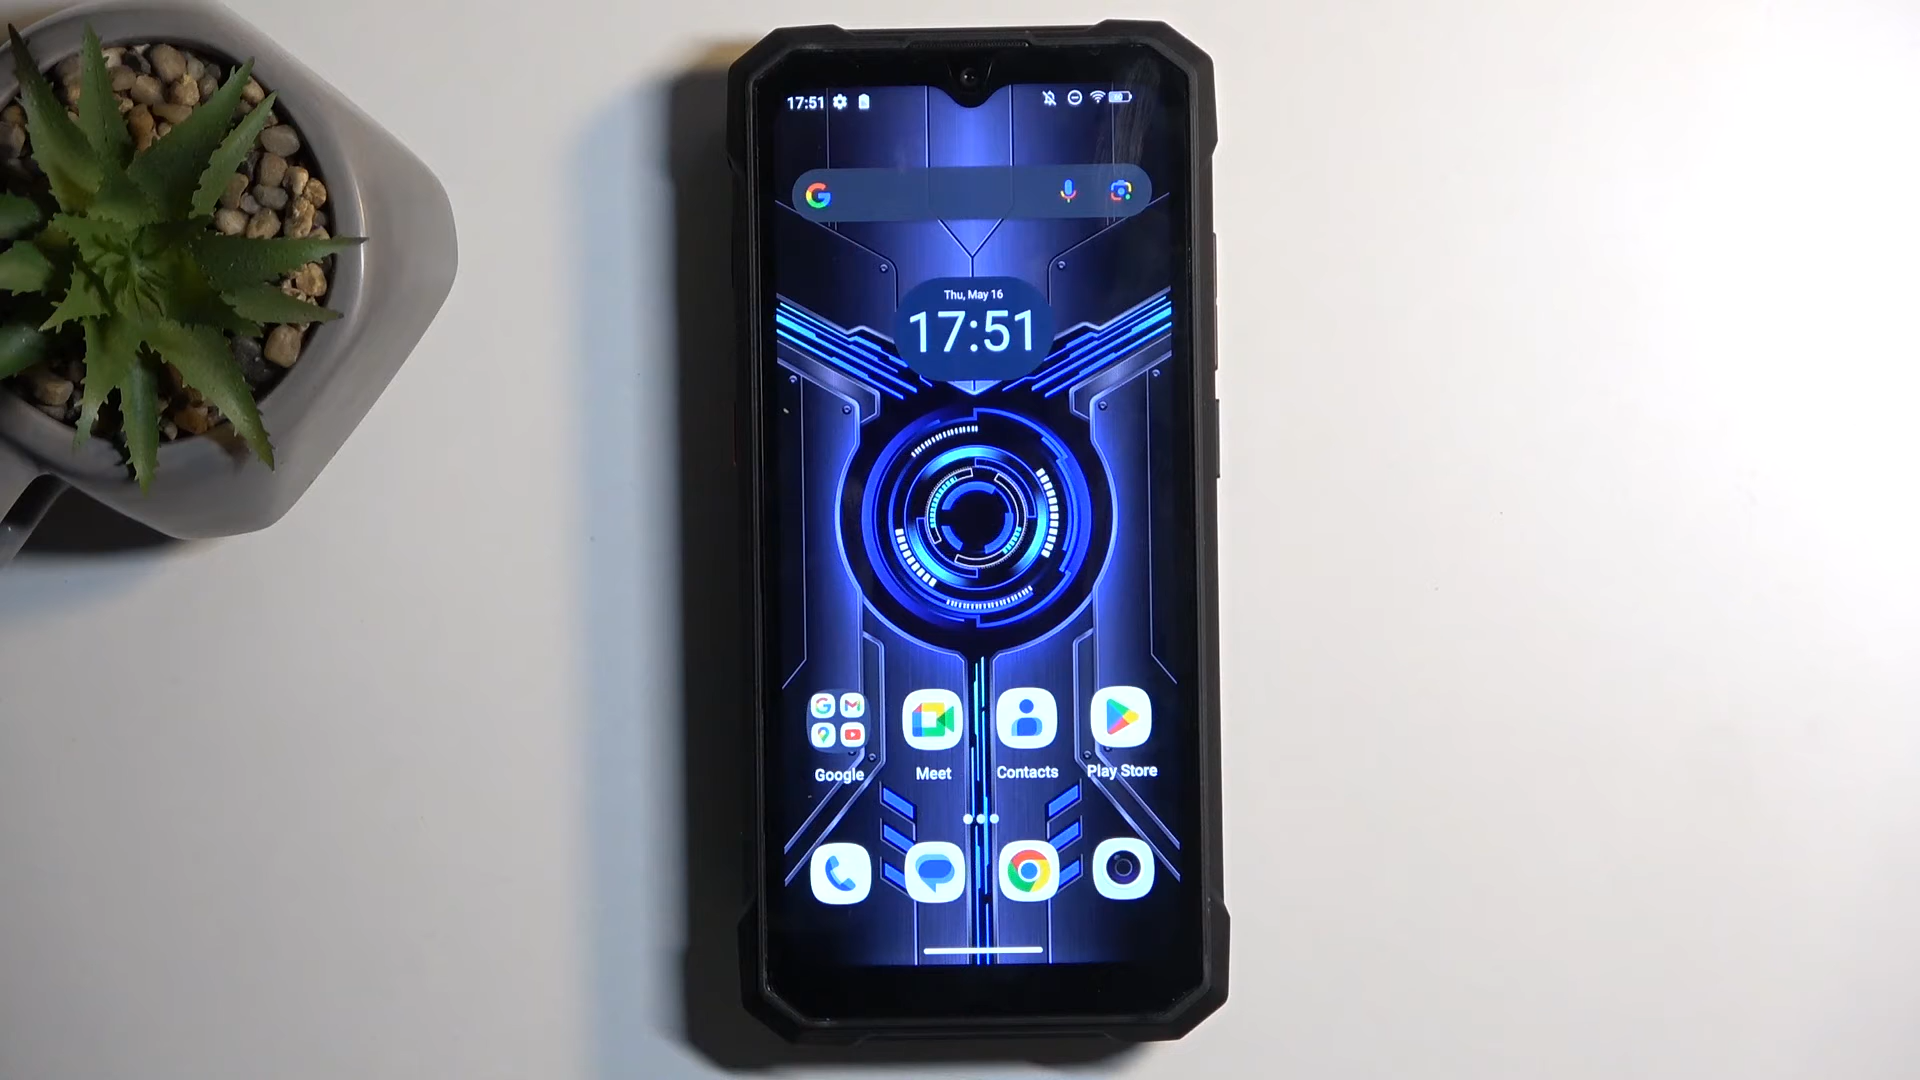 17:51
Thu, May 16
17:51
Google
Meet
Contacts
Play Store